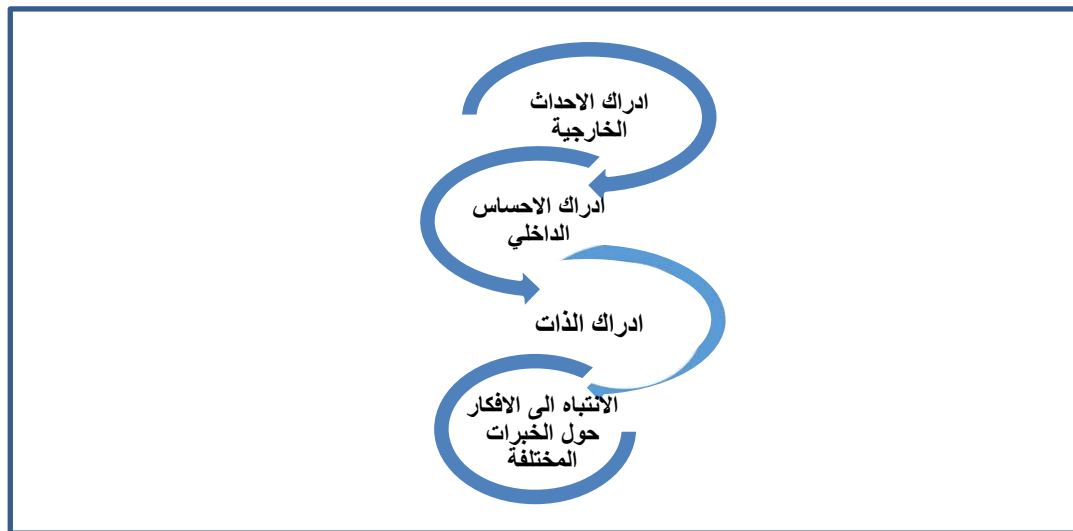 ادراك الاحداث
الخارجية
ادراك الاحساس
الداخلي
ادراك الذات
الانتباه الى الافكار
حول الخبرات
المختلفة